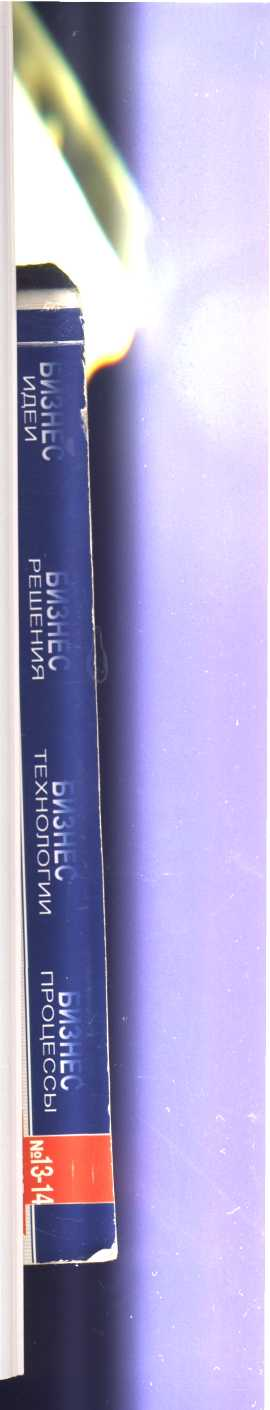 БИЗНЕС
ИДЕИ
БИЗНЕС
РЕШЕНИЯ
БИЗНЕС
ТЕХНОЛОГИИ
БИЗНЕС
ПРОЦЕССЫ
№13-14